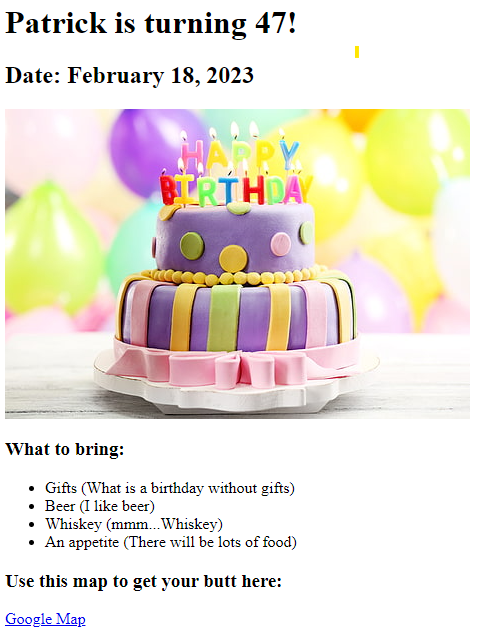 Patrick is turning 47!
Date: February 18, 2023
HAPPY
BIRTHDAY
What to bring:
Gifts (What is a birthday without gifts)
Beer (I like beer)
Whiskey (mmm...Whiskey)
An appetite (There will be lots of food)
Use this map to get your butt here:
Google Map